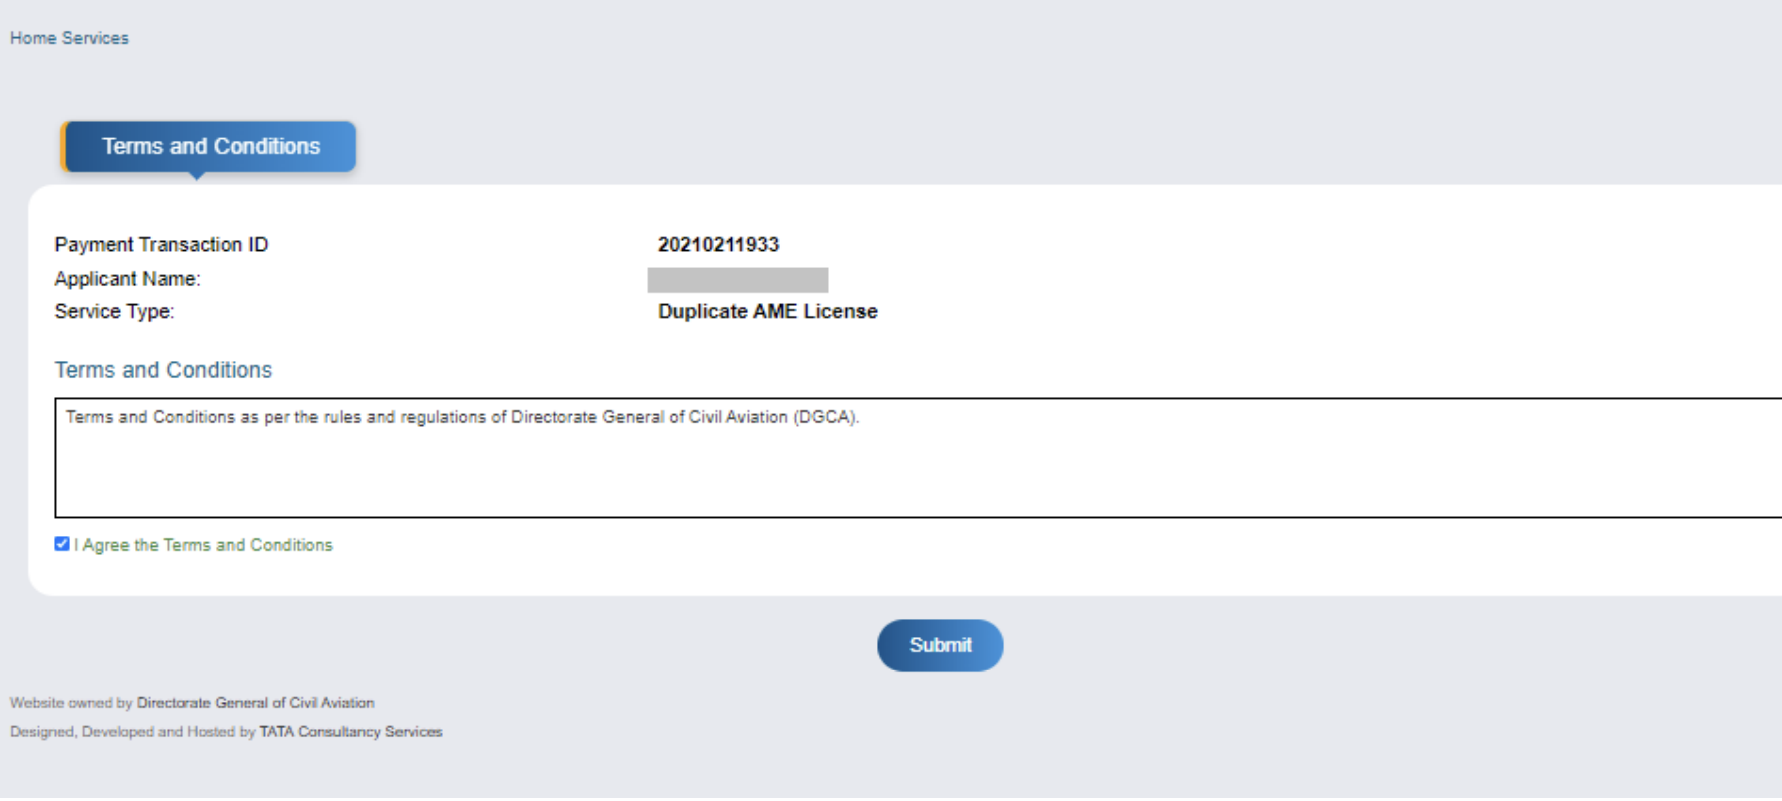 Home Services
Terms and Conditions
Payment Transaction ID 20210211933
Applicant Name:
Service Type: Duplicate AME License
Terms and Conditions
Terms and Conditions as per the rules and regulations of Directorate General of Civil Aviation (DGCA).
I Agree the Terms and Conditions
Submit
Website owned by Directorate General of Civil Aviation
Designed, Developed and Hosted by TATA Consultancy Services